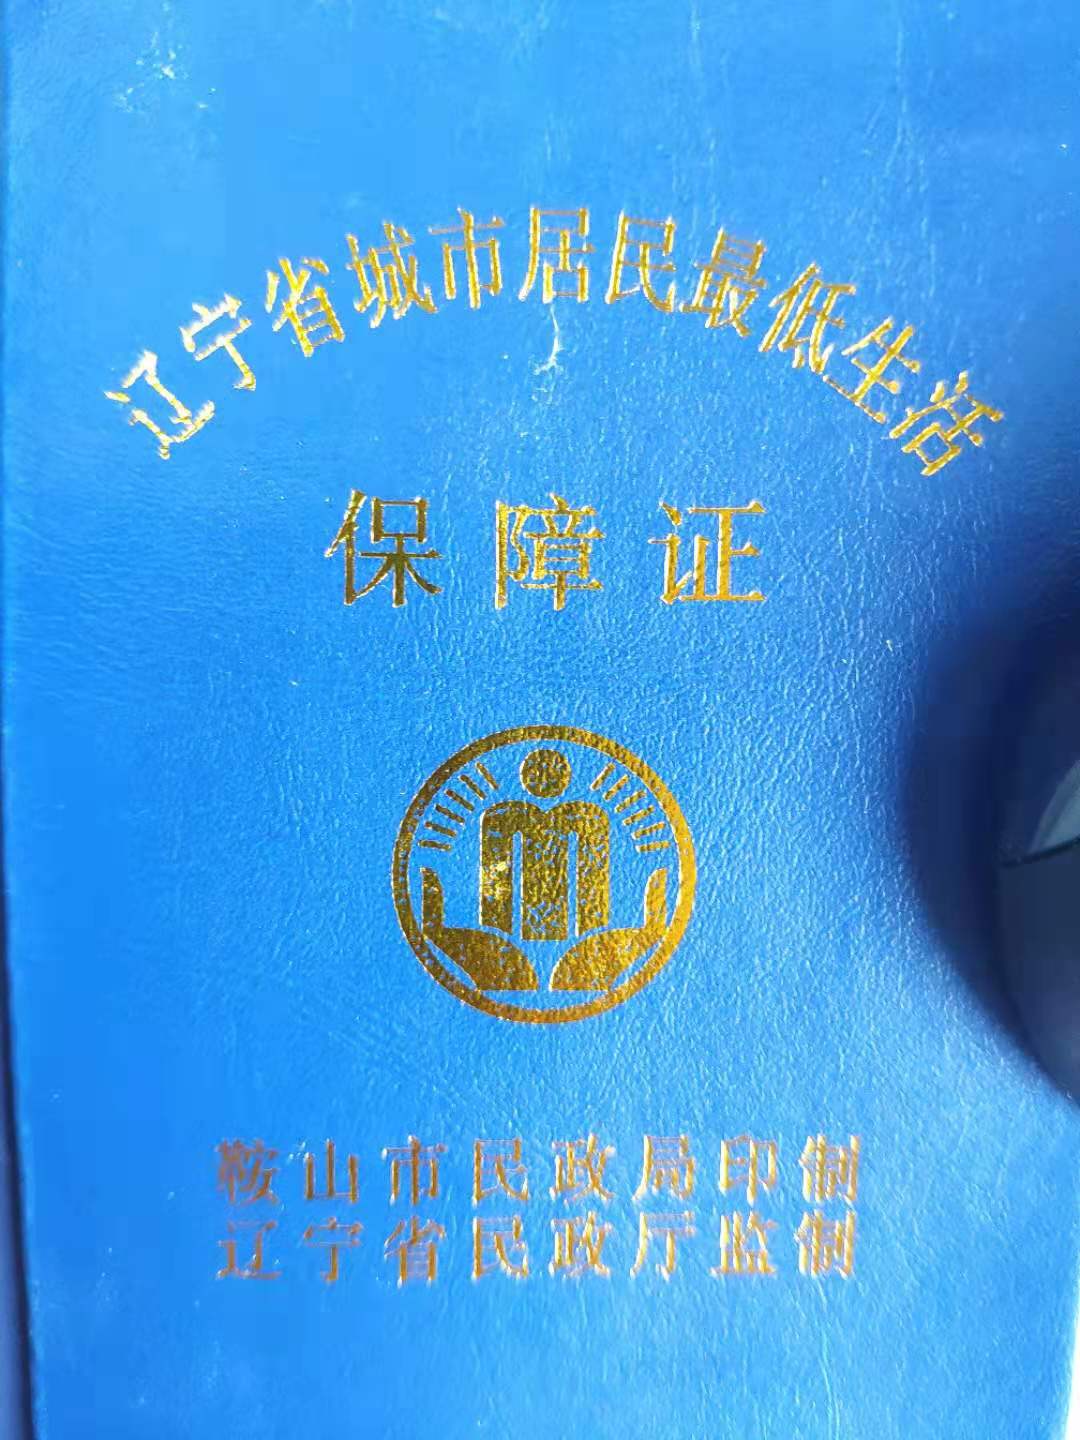 辽宁省城市居民最低生活
保障证
鞍山市民政局印制
辽宁省民政厅监制